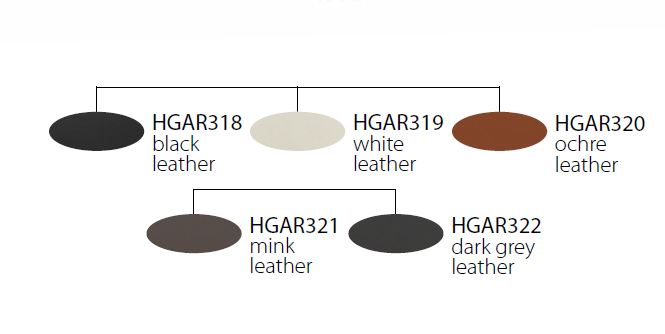 HGAR318
black
leather
HGAR319
white
leather
HGAR320
ochre
leather
HGAR321
mink
leather
HGAR322
dark grey
leather